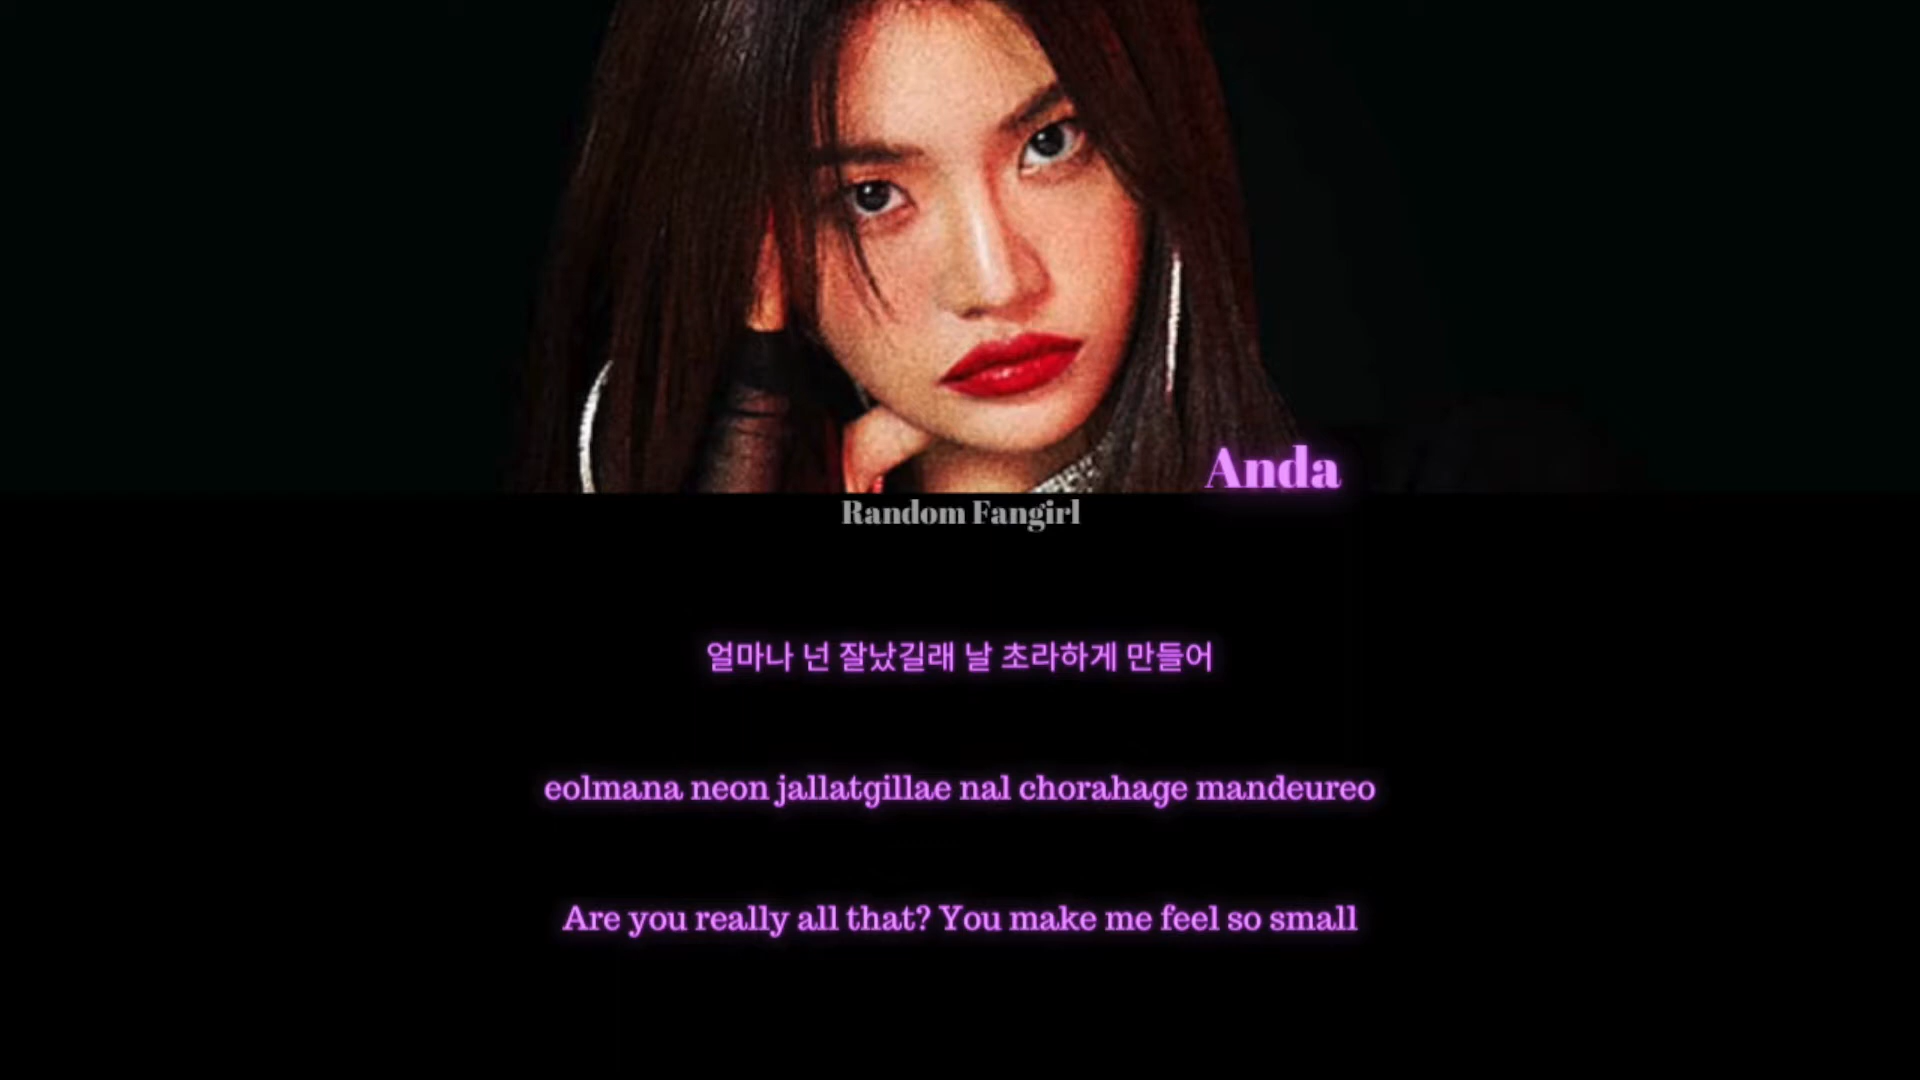 Anda
Random Fangirl
얼마나 넌 잘났길래 날 초라하게 만들어
eolmana neon jallatgillae nal chorahage mandeureo
Are you really all that? You make me feel so small